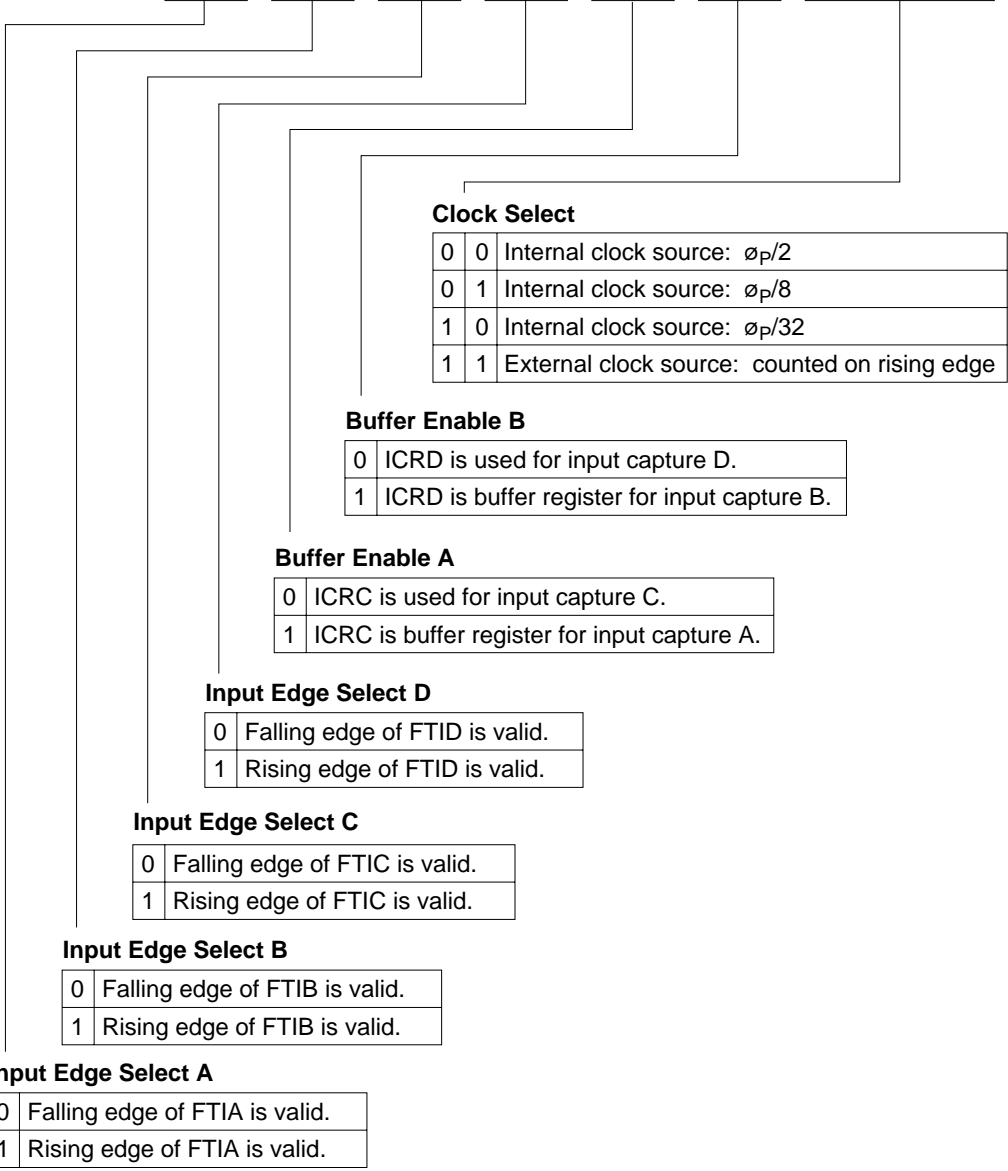 Clock Select
0 0 Internal clock source: øP/2
0 1 Internal clock source: øP/8
1 0 Internal clock source: øP/32
1 1 External clock source: counted on rising edge
Buffer Enable B
0 ICRD is used for input capture D.
1 ICRD is buffer register for input capture B.
Buffer Enable A
0 ICRC is used for input capture C.
1 ICRC is buffer register for input capture A.
Input Edge Select D
0 Falling edge of FTID is valid.
1 Rising edge of FTID is valid.
Input Edge Select C
0 Falling edge of FTIC is valid.
1 Rising edge of FTIC is valid.
Input Edge Select B
0 Falling edge of FTIB is valid.
1 Rising edge of FTIB is valid.
nput Edge Select A
0 Falling edge of FTIA is valid.
1 Rising edge of FTIA is valid.